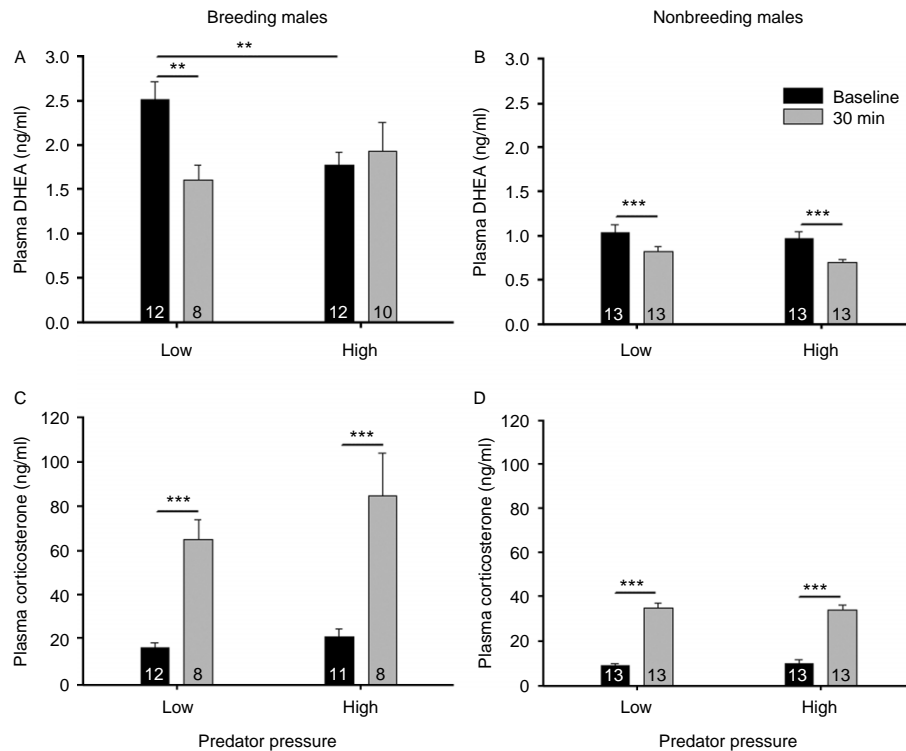 Breeding males
Nonbreeding males
A
**
**
3.0
2.5
2.0
1.5
1.0
0.5
0.0
Plasma DHEA (ng/ml)
12
8
12
10
Low
High
B
Baseline
30 min
3.0
2.5
2.0
1.5
1.0
0.5
0.0
Plasma DHEA (ng/ml)
***
***
13
13
13
13
Low
High
C
120
100
80
60
40
20
0
Plasma corticosterone (ng/ml)
***
***
12
8
11
8
Low
High
Predator pressure
D
120
100
80
60
40
20
0
Plasma corticosterone (ng/ml)
***
***
13
13
13
13
Low
High
Predator pressure